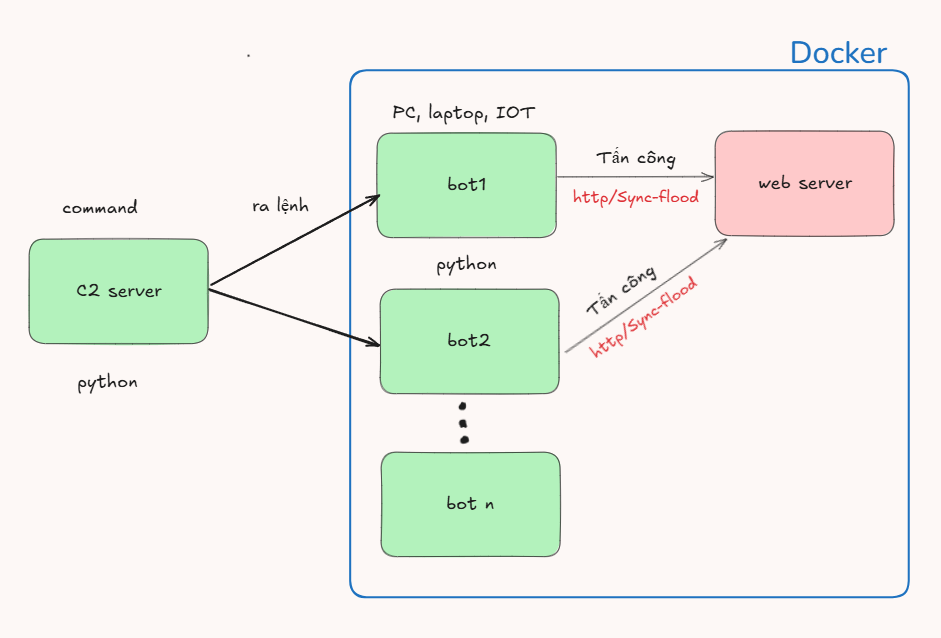 Docker
PC, laptop, IOT
bot1
Tấn công
http/Sync-flood
web server
command
ra lệnh
C2 server
python
python
bot2
Tấn công
http/Sync-flood
bot n